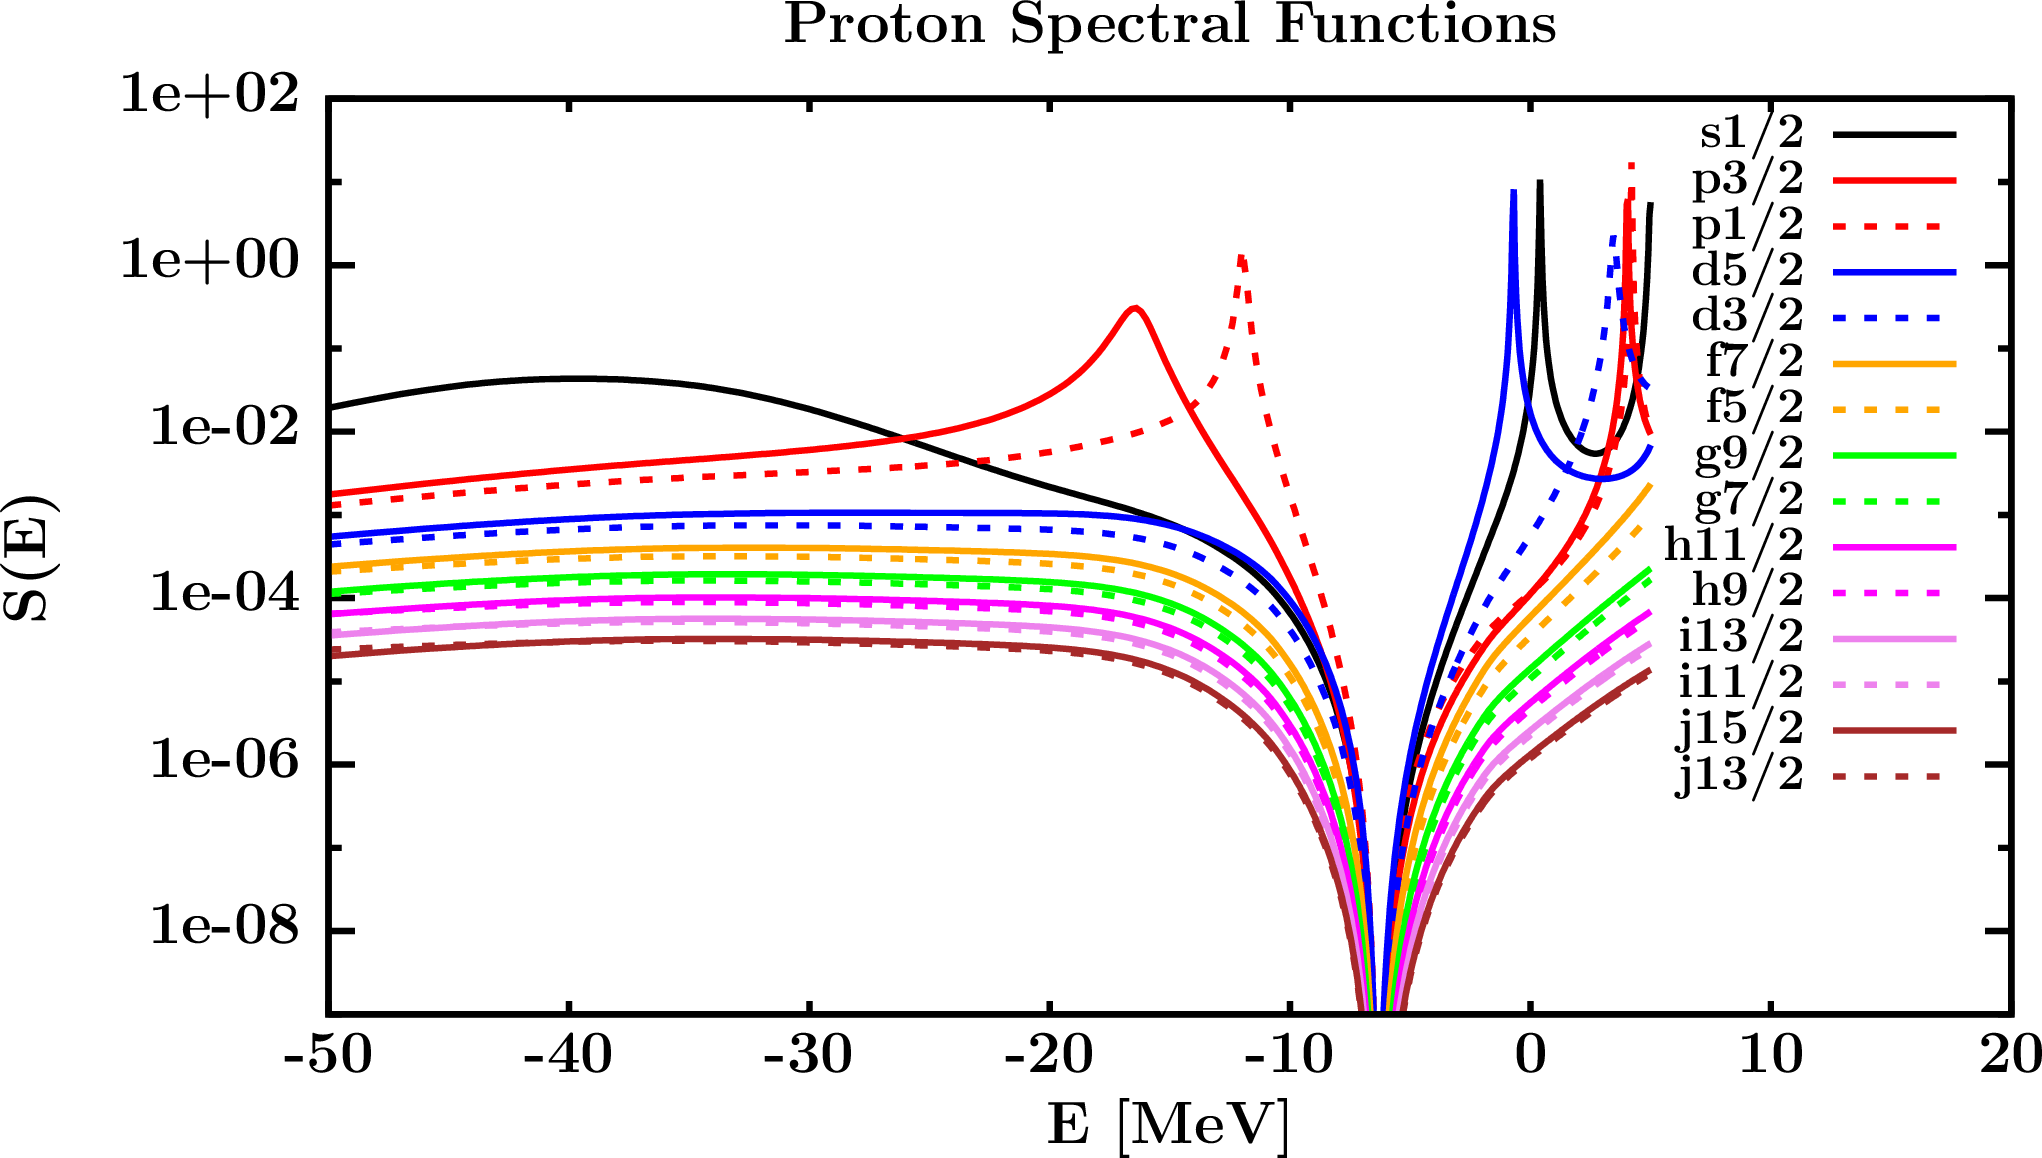 Proton Spectral Functions
1e+02
1e+00
1e-02
1e-04
1e-06
1e-08
S(E)
s1/2
p3/2
p1/2
d5/2
d3/2
f7/2
f5/2
g9/2
g7/2
h11/2
h9/2
i13/2
i11/2
j15/2
j13/2
-50 -40 -30 -20 -10 0 10 20
E [MeV]